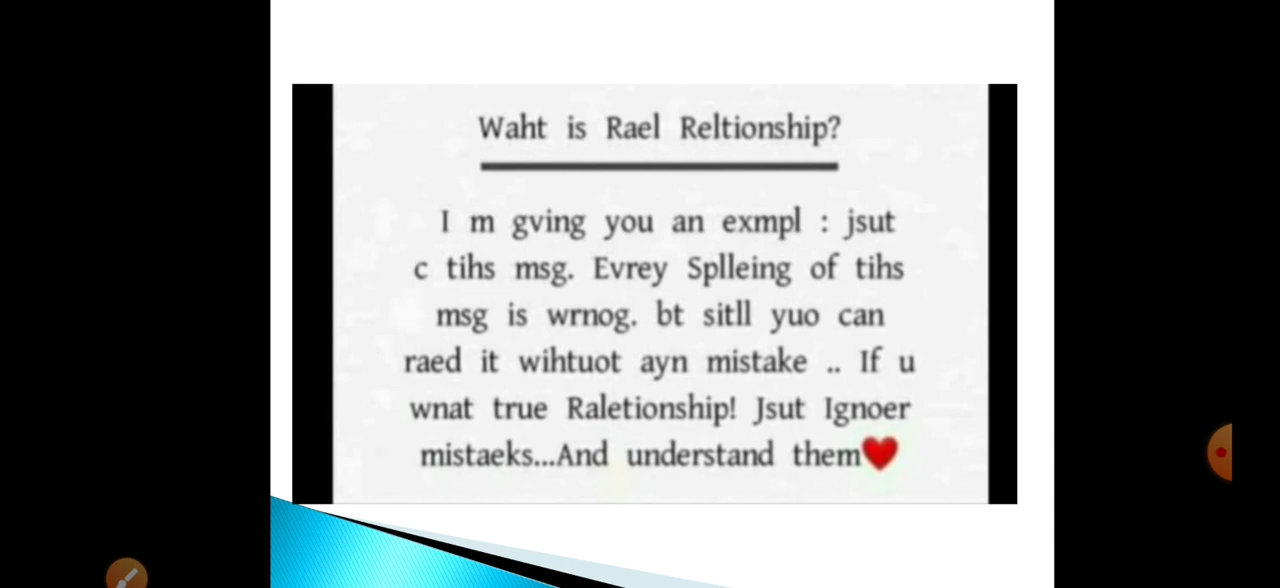 Waht is Rael Reltionship?
I m gving you an exmpl : jsut
c tihs msg. Evrey Splleing of tihs
msg is wrnog. bt sitll yuo can
raed it wihtuot ayn mistake .. If u
wnat true Raletionship! Jsut Ignoer
mistaeks...And understand them❤️